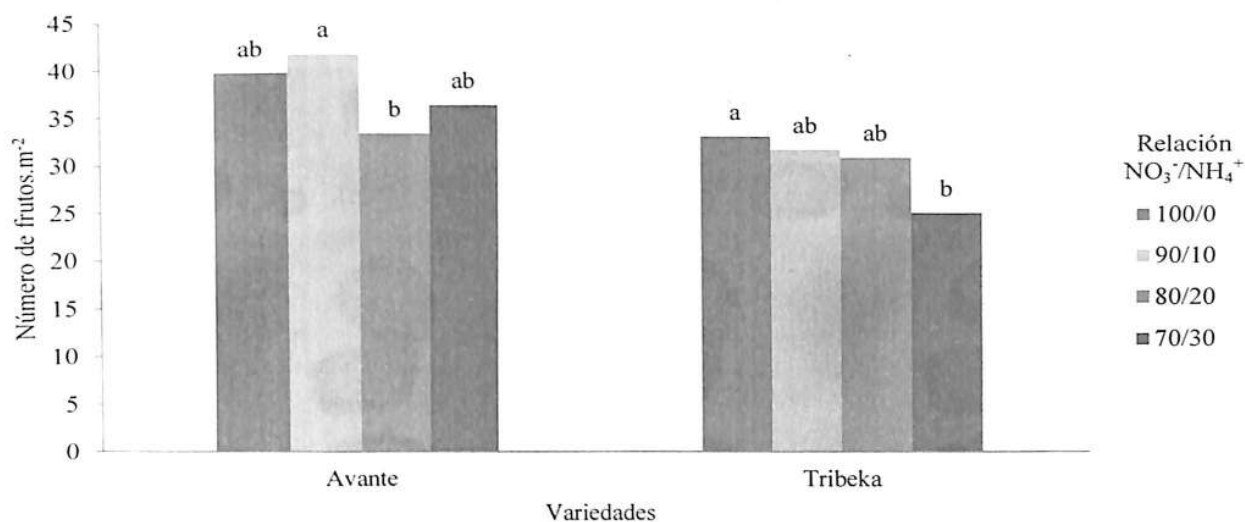 45
40
35
30
25
20
15
10
5
0
Número de frutos.m⁻²
ab
a
b
ab
a
ab
ab
b
Avante
Tribeka
Variedades
Relación
NO₃⁻/NH₄⁺
100/0
90/10
80/20
70/30